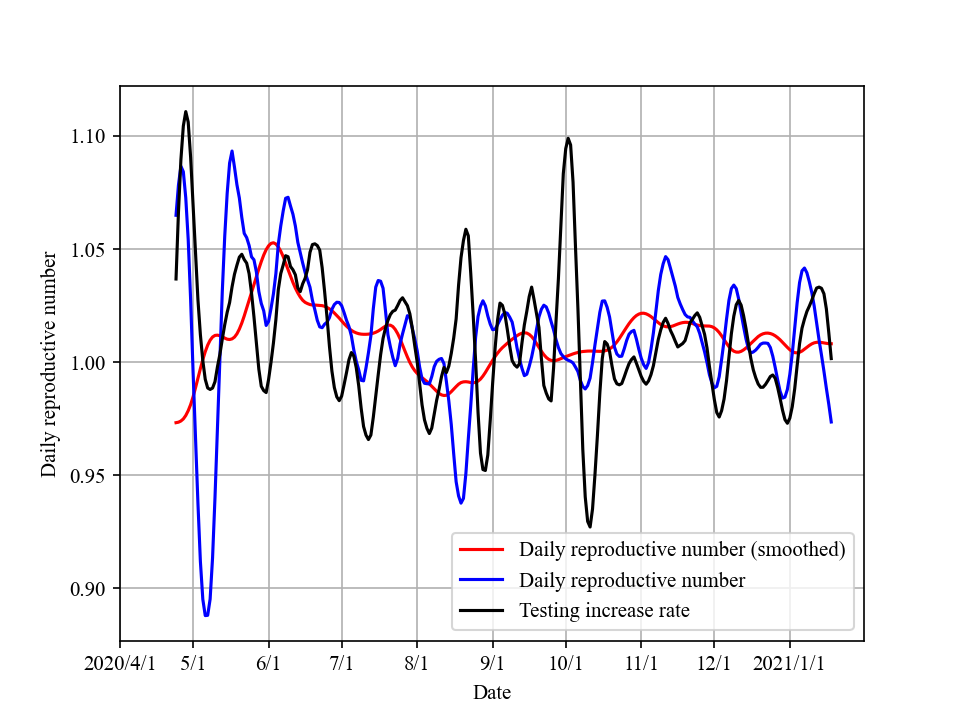 Daily reproductive number
1.10
1.05
1.00
0.95
0.90
Daily reproductive number (smoothed)
Daily reproductive number
Testing increase rate
2020/4/1 5/1 6/1 7/1 8/1 9/1 10/1 11/1 12/1 2021/1/1
Date